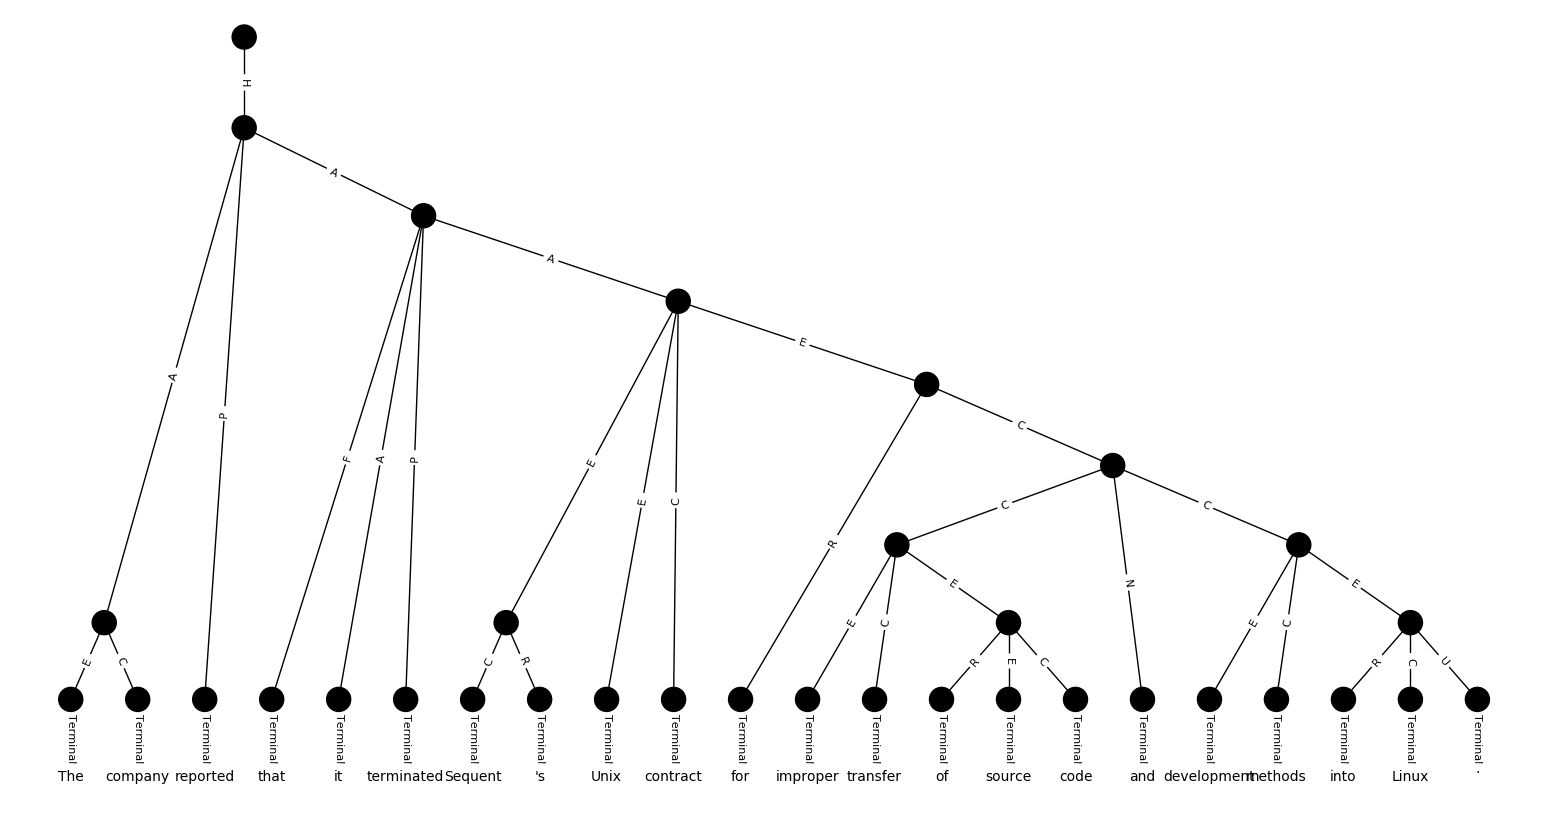 H
A
A
E
A
P
C
F
A
P
E
E
C
C
C
R
E
N
E
E
E
C
E
C
E
C
C
R
R
E
C
R
C
U
Terminal Terminal Terminal Terminal Terminal Terminal Terminal Terminal Terminal Terminal Terminal Terminal Terminal Terminal Terminal Terminal Terminal Terminal Terminal Terminal Terminal Terminal
The company reported that it terminated Sequent 's Unix contract for improper transfer of source code and development methods into Linux .